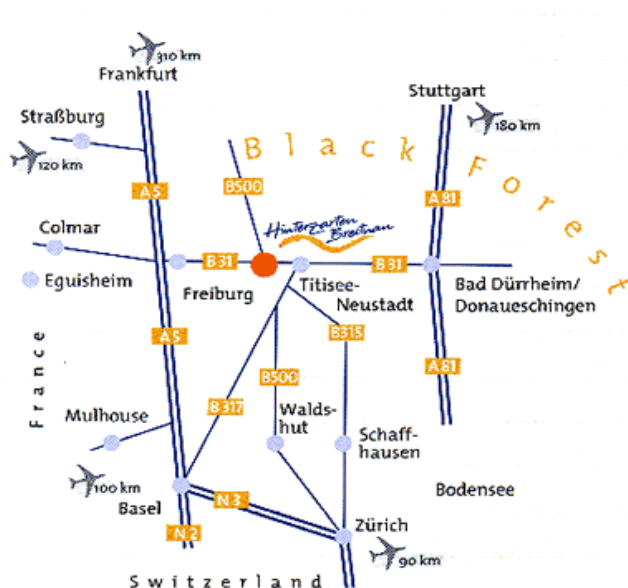 310 km
Frankfurt
Stuttgart
Straßburg
180 km
120 km
Black Forest
B500
A5
A81
Colmar
Hinterzarten
Breitnau
B31
B31
Eguisheim
Freiburg
Titisee-
Neustadt
Bad Dürrheim/
Donaueschingen
A5
B315
A81
France
B500
B317
Mulhouse
Walds-
hut
Schaff-
hausen
100 km
Basel
N3
Bodensee
N2
Zürich
90 km
Switzerland